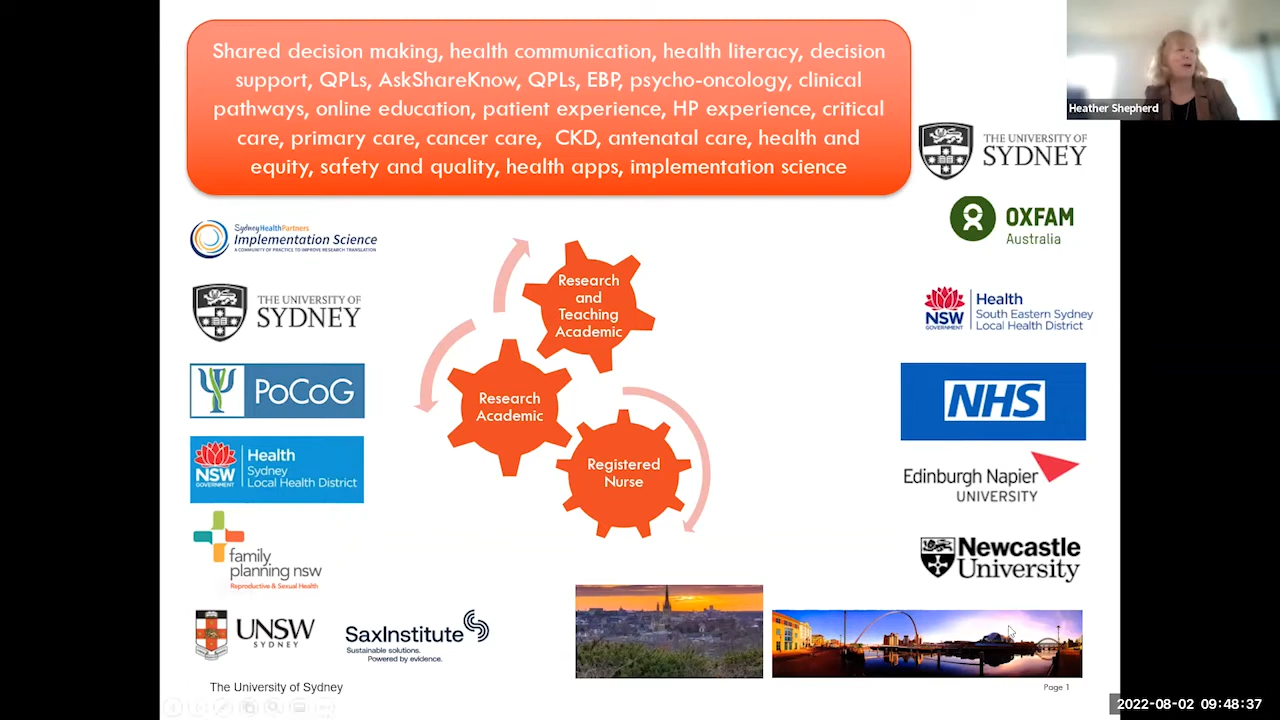 Shared decision making, health communication, health literacy, decision
support, QPLs, AskShareKnow, QPLs, EBP, psycho-oncology, clinical
pathways, online education, patient experience, HP experience, critical
care, primary care, cancer care, CKD, antenatal care, health and
equity, safety and quality, health apps, implementation science
Heather Shepherd
THE UNIVERSITY OF
SYDNEY
OXFAM
Australia
NSW
GOVERNMENT
Health
South Eastern Sydney
Local Health District
NHS
Edinburgh Napier
UNIVERSITY
Newcastle
University
SydneyHealthPartners
Implementation Science
A COMMUNITY OF PRACTICE TO IMPROVE RESEARCH TRANSLATION
THE UNIVERSITY OF
SYDNEY
PoCoG
NSW
GOVERNMENT
Health
Sydney
Local Health District
family
planning nsw
Reproductive & Sexual Health
UNSW
SYDNEY
SaxInstitute
Sustainable solutions.
Powered by evidence.
Research
and
Teaching
Academic
Research
Academic
Registered
Nurse
The University of Sydney
Page 1
2022-08-02 09:48:37